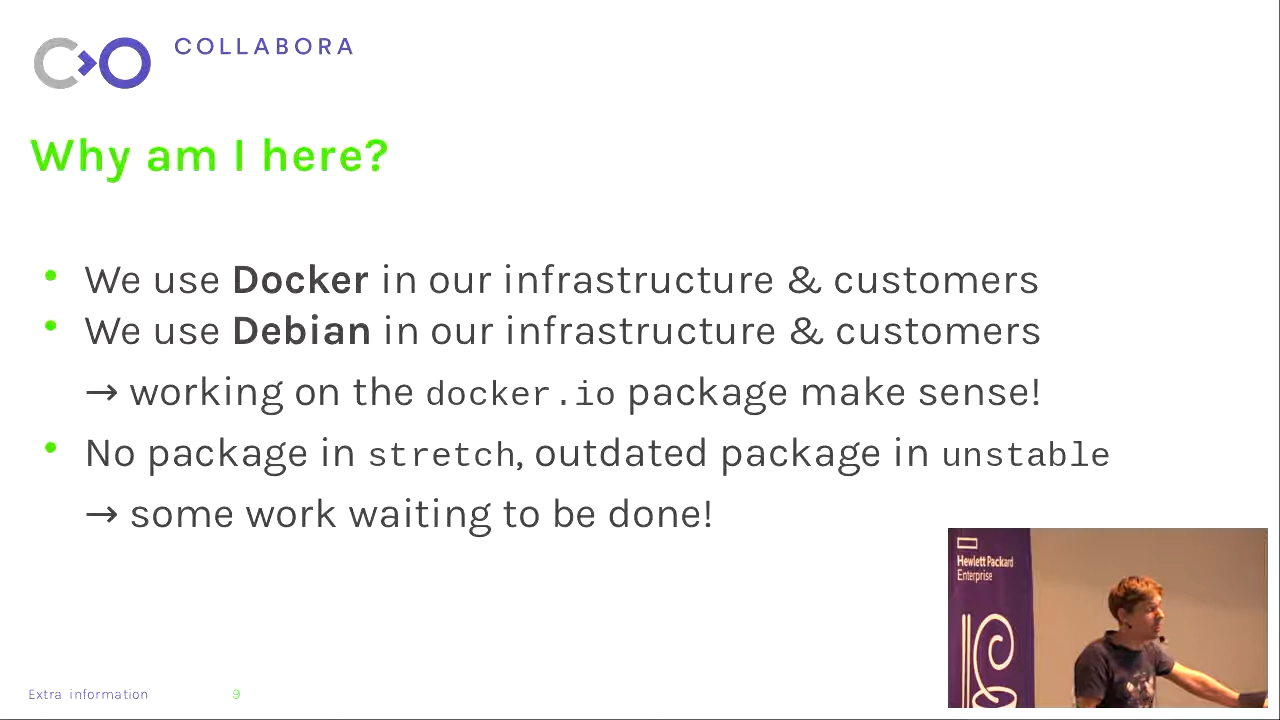 COLLABORA
Why am I here?
• We use Docker in our infrastructure & customers
• We use Debian in our infrastructure & customers
→ working on the docker.io package make sense!
• No package in stretch, outdated package in unstable
→ some work waiting to be done!
Hewlett Packard
Enterprise
Extra information 9